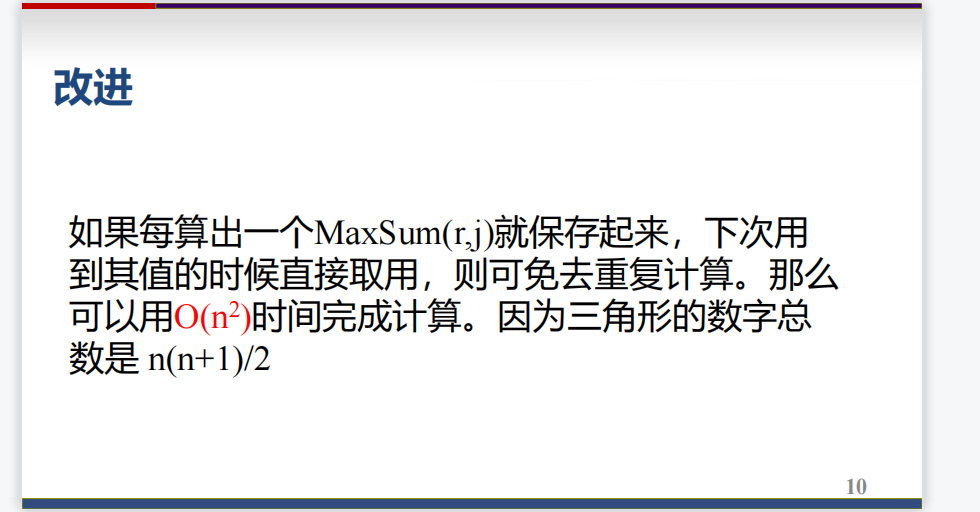 改进
如果每算出一个MaxSum(r,j)就保存起来，下次用
到其值的时候直接取用，则可免去重复计算。那么
可以用O(n²)时间完成计算。因为三角形的数字总
数是 n(n+1)/2
10